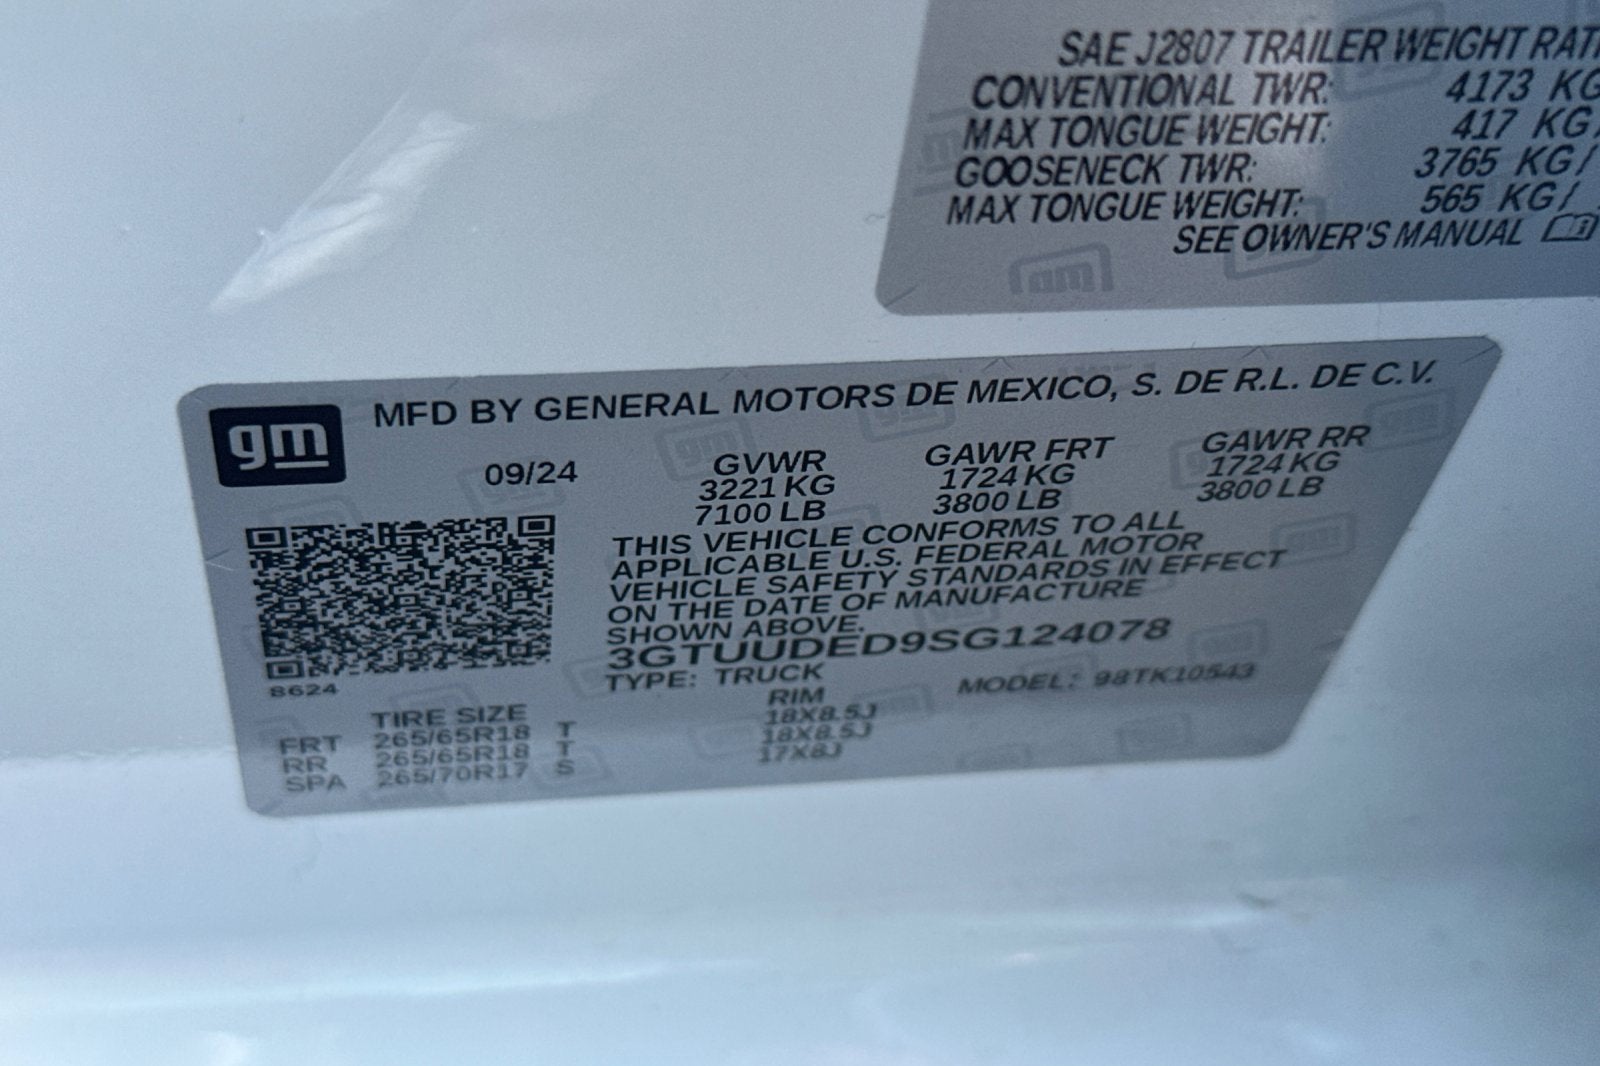 SAE J2807 TRAILER WEIGHT RATI
CONVENTIONAL TWR: 4173 KG
MAX TONGUE WEIGHT: 417 KG/
GOOSENECK TWR: 3765 KG/
MAX TONGUE WEIGHT: 565 KG/
SEE OWNER'S MANUAL
gm
MFD BY GENERAL MOTORS DE MEXICO, S. DE R.L. DE C.V.
09/24 GVWR GAWR FRT GAWR RR
3221 KG 1724 KG 1724 KG
7100 LB 3800 LB 3800 LB
THIS VEHICLE CONFORMS TO ALL
APPLICABLE U.S. FEDERAL MOTOR
VEHICLE SAFETY STANDARDS IN EFFECT
ON THE DATE OF MANUFACTURE
SHOWN ABOVE.
3GTUUDED9SG124078
8624
TYPE: TRUCK MODEL: 98TK10543
TIRE SIZE RIM
FRT 265/65R18 T 18X8.5J
RR 265/65R18 T 18X8.5J
SPA 265/70R17 S 17X8J